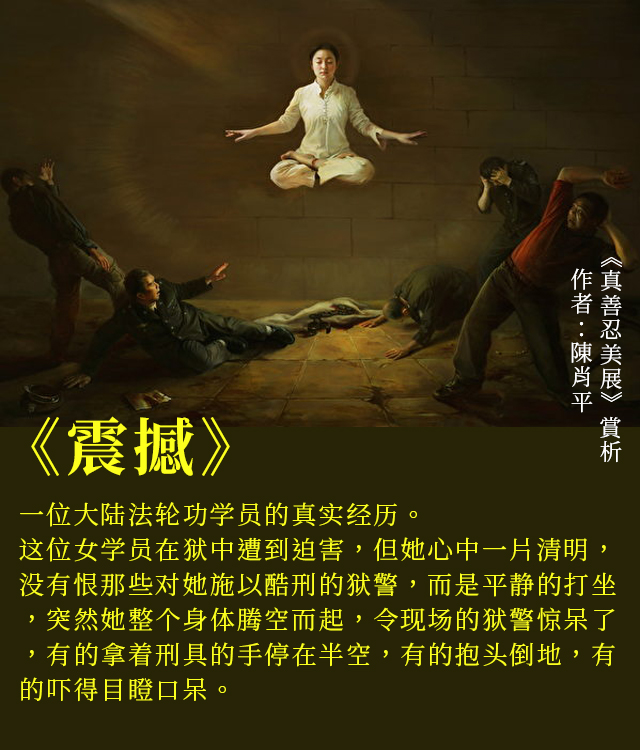 《真善忍美展》賞析
作者：陳肖平
《震撼》
一位大陆法轮功学员的真实经历。
这位女学员在狱中遭到迫害，但她心中一片清明，
没有恨那些对她施以酷刑的狱警，而是平静的打坐
，突然她整个身体腾空而起，令现场的狱警惊呆了
，有的拿着刑具的手停在半空，有的抱头倒地，有
的吓得目瞪口呆。